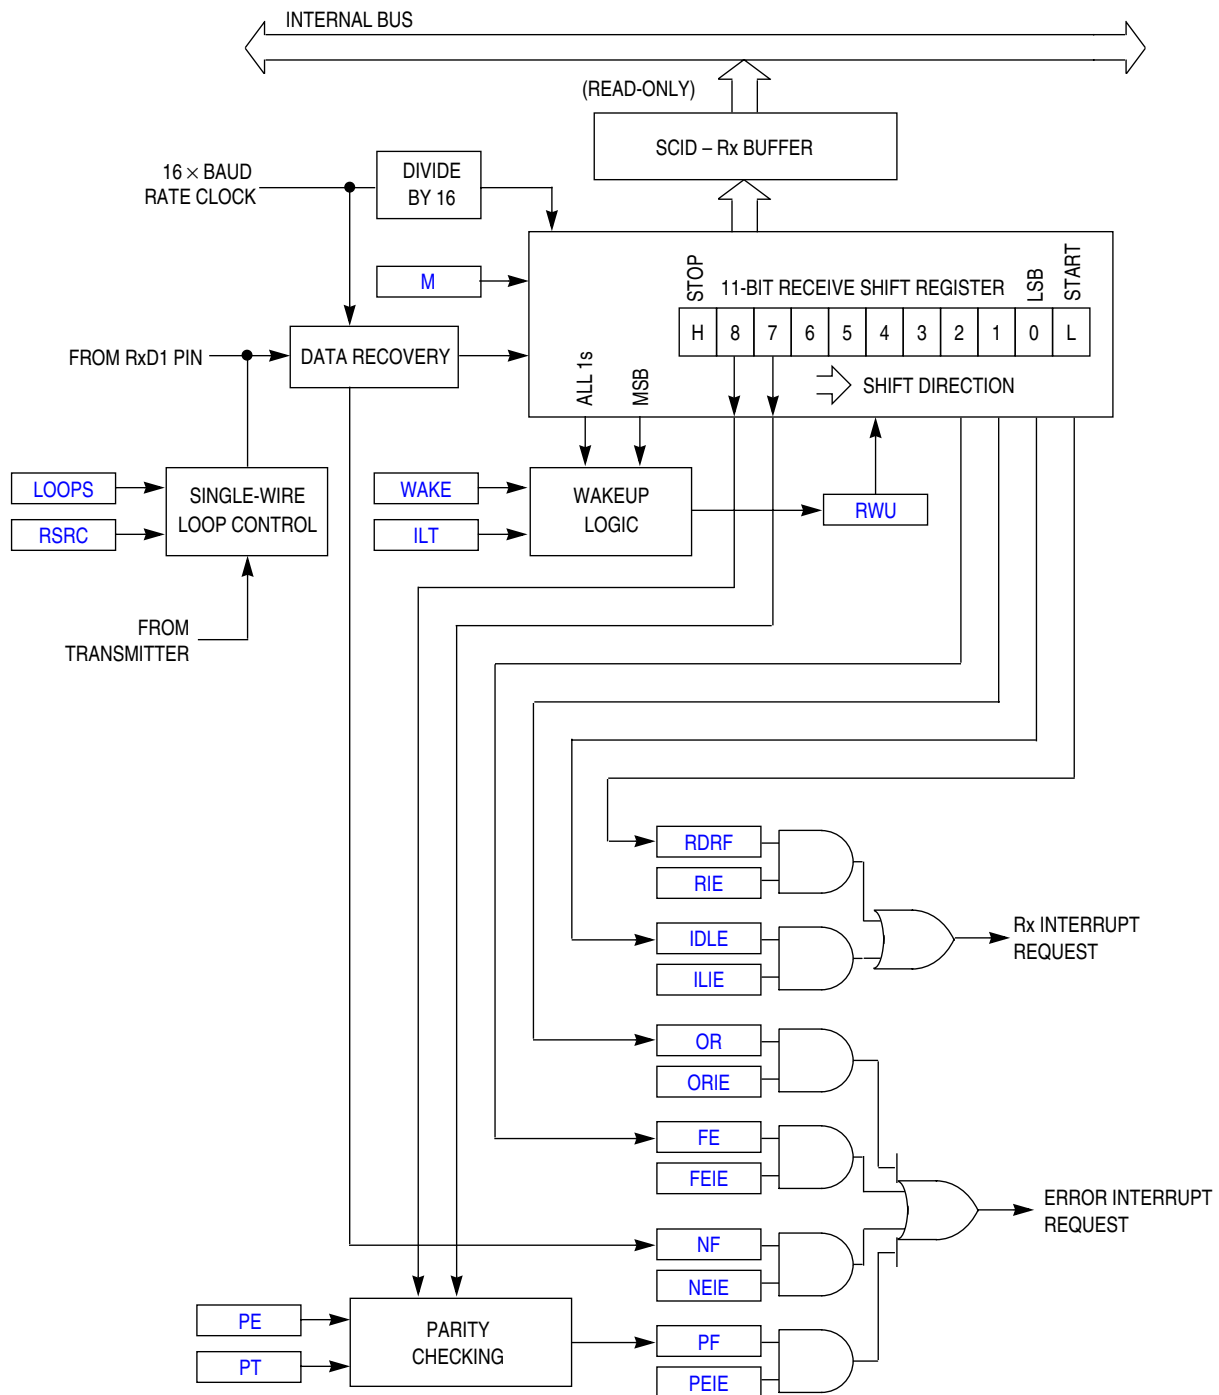 INTERNAL BUS
(READ-ONLY)
SCID – Rx BUFFER
16 × BAUD
RATE CLOCK
DIVIDE
BY 16
M
STOP
11-BIT RECEIVE SHIFT REGISTER
LSB
START
H 8 7 6 5 4 3 2 1 0 L
FROM RxD1 PIN
DATA RECOVERY
ALL 1s
MSB
SHIFT DIRECTION
LOOPS
RSRC
SINGLE-WIRE
LOOP CONTROL
WAKE
ILT
WAKEUP
LOGIC
RWU
FROM
TRANSMITTER
RDRF
RIE
IDLE
ILIE
Rx INTERRUPT
REQUEST
OR
ORIE
FE
FEIE
ERROR INTERRUPT
REQUEST
NF
NEIE
PE
PT
PARITY
CHECKING
PF
PEIE